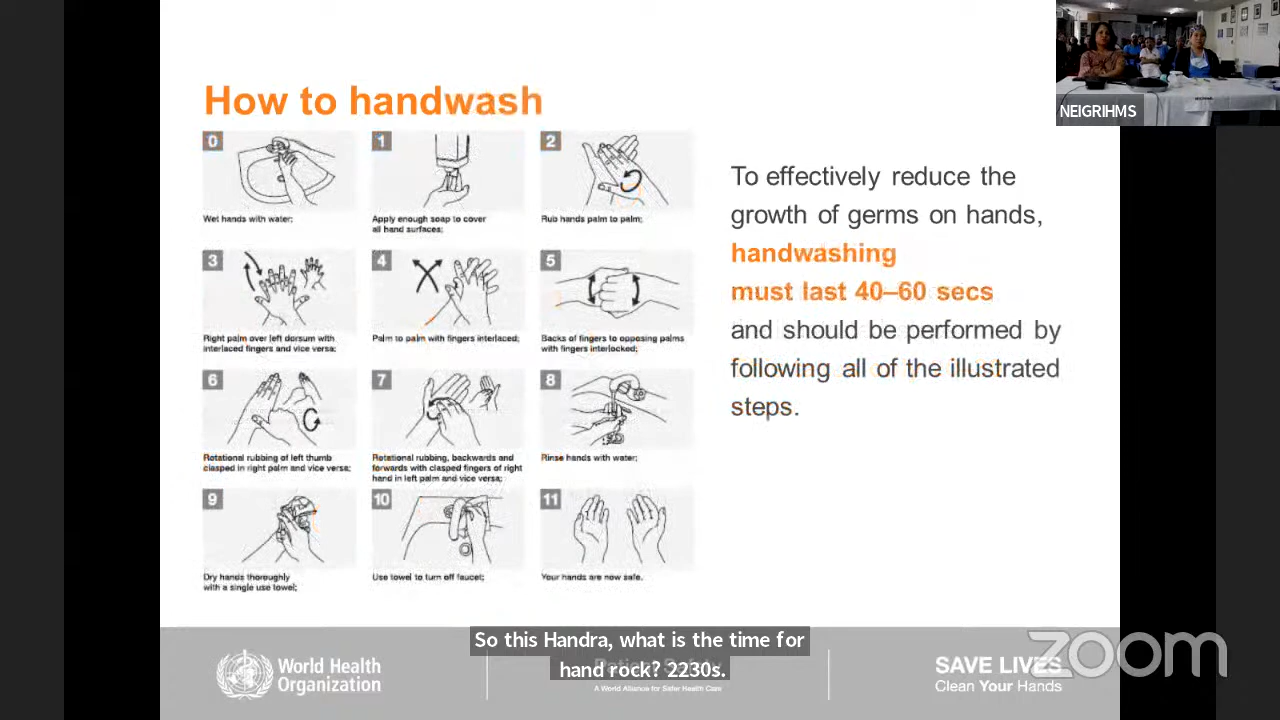 NEIGRIHMS
How to handwash
0
Wet hands with water;
1
Apply enough soap to cover
all hand surfaces;
2
Rub hands palm to palm;
3
Right palm over left dorsum with
interlaced fingers and vice versa;
4
Palm to palm with fingers interlaced;
5
Backs of fingers to opposing palms
with fingers interlocked;
6
Rotational rubbing of left thumb
clasped in right palm and vice versa;
7
Rotational rubbing, backwards and
forwards with clasped fingers of right
hand in left palm and vice versa;
8
Rinse hands with water;
9
Dry hands thoroughly
with a single use towel;
10
Use towel to turn off faucet;
11
Your hands are now safe.
To effectively reduce the
growth of germs on hands,
handwashing
must last 40–60 secs
and should be performed by
following all of the illustrated
steps.
So this Handra, what is the time for
hand rock? 2230s.
World Health
Organization
A World Alliance for Safer Health Care
SAVE LIVES
Clean Your Hands
zoom